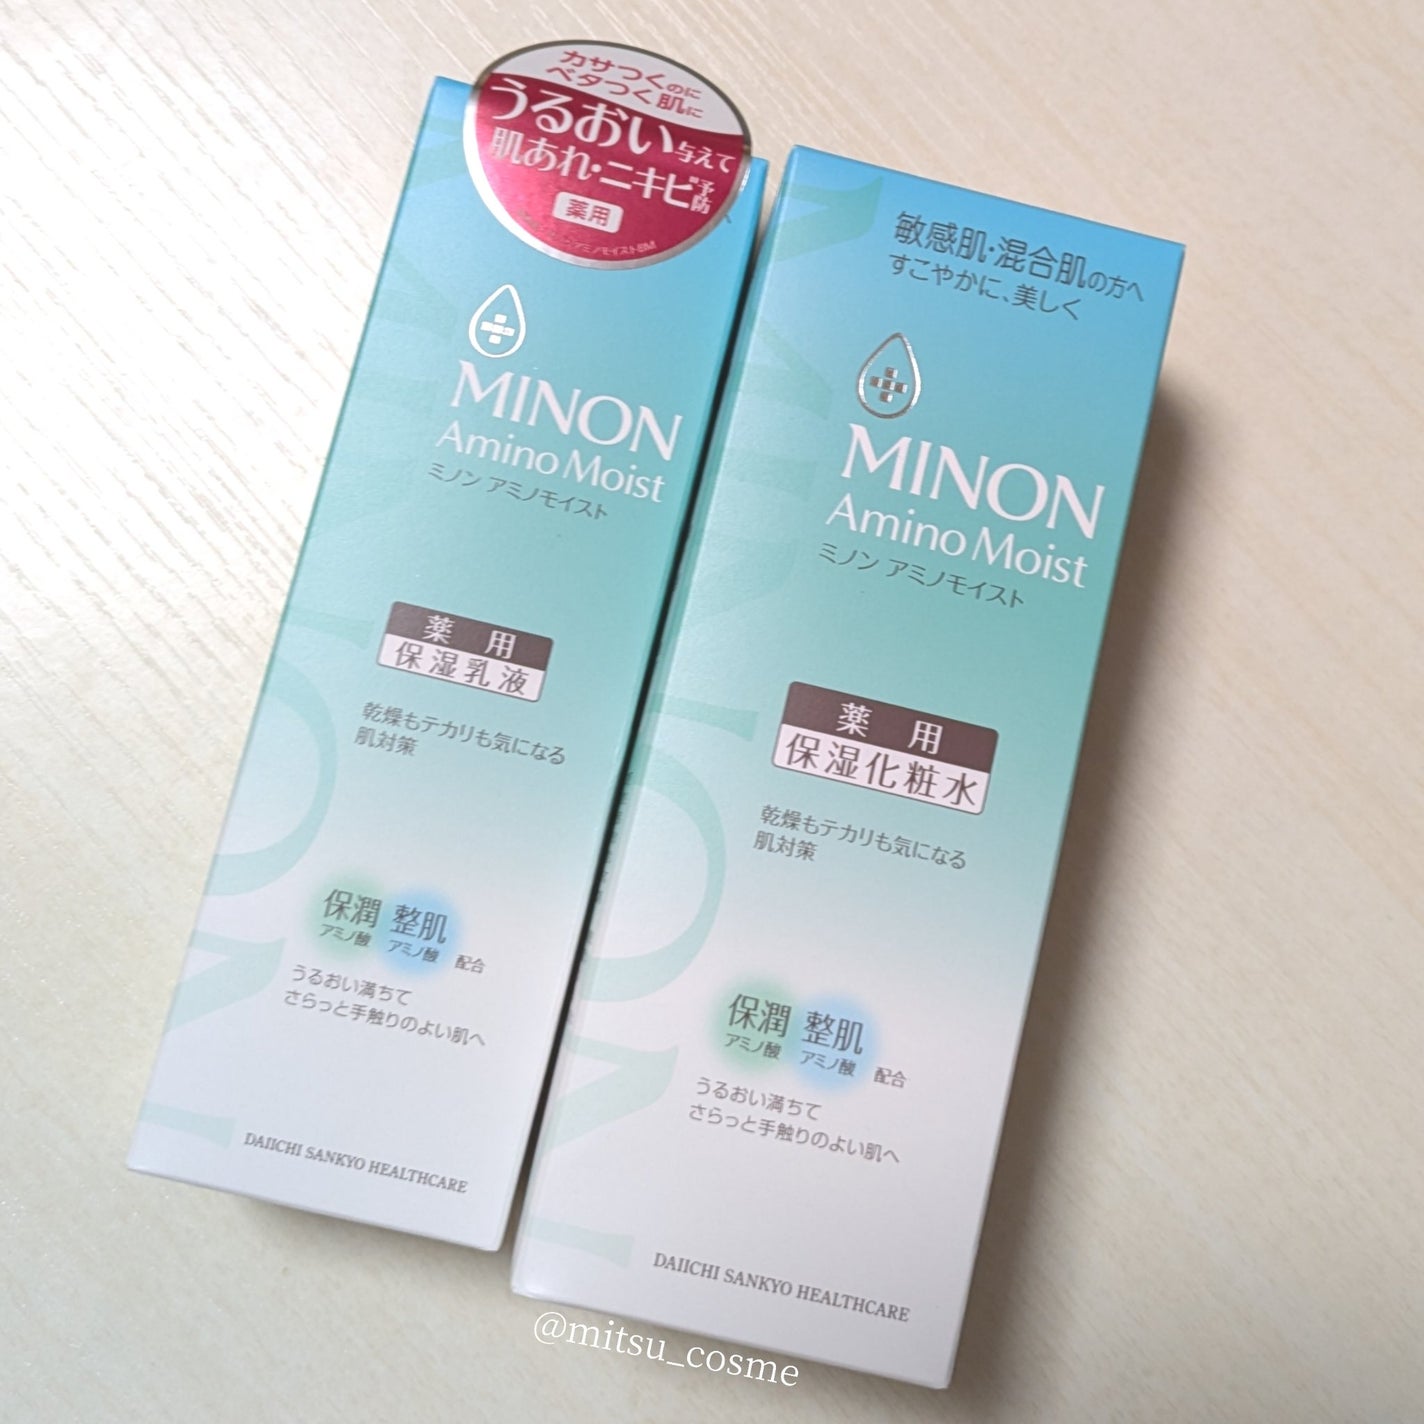 カサつくのに
ベタつく肌に
うるおい与えて
肌あれ・ニキビ予防
薬用
MINON
Amino Moist
ミノン アミノモイスト
薬用
保湿乳液
乾燥もテカリも気になる
肌対策
保潤 整肌
アミノ酸 アミノ酸 配合
うるおい満ちて
さらっと手触りのよい肌へ
DAIICHI SANKYO HEALTHCARE
敏感肌・混合肌の方へ
すこやかに、美しく
MINON
Amino Moist
ミノン アミノモイスト
薬用
保湿化粧水
乾燥もテカリも気になる
肌対策
保潤 整肌
アミノ酸 アミノ酸 配合
うるおい満ちて
さらっと手触りのよい肌へ
DAIICHI SANKYO HEALTHCARE
@mitsu_cosme